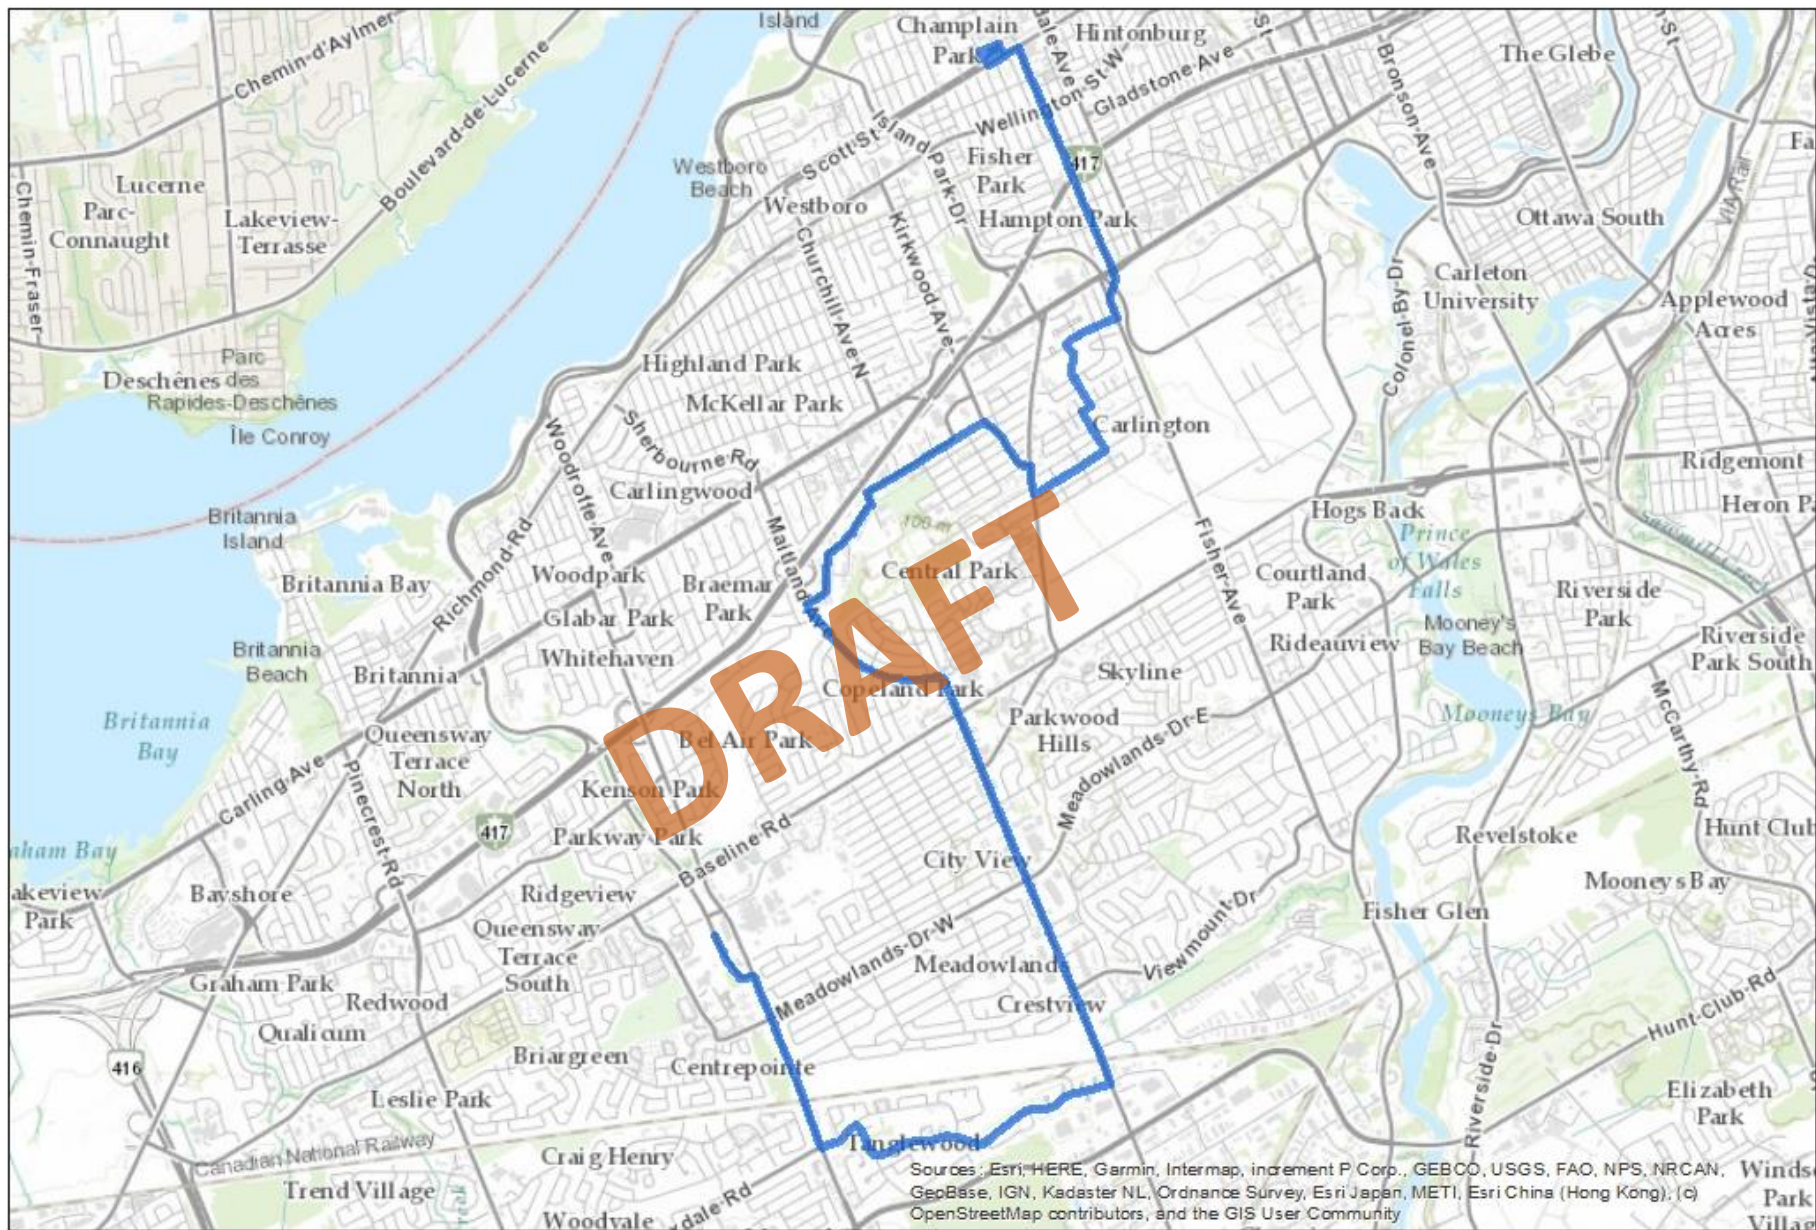 Island
Champlain
Park
Hintonburg
The Glebe
Chemin-d'Aylmer
Boulevard-de-Lucerne
Wellington-St-W
Gladstone Ave
Bronson-Ave
Scott-St
Island-Park-Dr
Fisher
Park
417
Westboro
Beach
Westboro
Hampton Park
Ottawa South
VIA Rail
Lucerne
Parc-
Connaught
Lakeview-
Terrasse
Chemin-Fraser
Churchill-Ave-N
Kirkwood-Ave
Colonel-By-Dr
Carleton
University
Applewood
Acres
Parc
des
Rapides-Deschênes
Deschênes
Île Conroy
Highland Park
McKellar Park
Sherbourne-Rd
Woodroffe-Ave
Carlingwood
Carlington
Ridgemont
Hogs Back
Prince
of Wales
Falls
Britannia
Island
Britannia Bay
Richmond-Rd
Woodpark
Glabar Park
Whitehaven
Braemar
Park
Maitland-Ave
Central Park
Fisher-Ave
Courtland
Park
Rideauview
Mooney's
Bay Beach
Riverside
Park
Riverside
Park South
Britannia
Beach
Britannia
Britannia
Bay
Copeland Park
Skyline
Parkwood
Hills
Meadowlands-Dr-E
Mooneys Bay
McCarthy-Rd
Queensway
Terrace
North
Bel-Air Park
Kenson Park
Parkway-Park
DRAFT
Carling-Ave
Pinecrest-Rd
417
Baseline-Rd
City View
Revelstoke
Hunt Club
Bayshore
Ridgeview
Mooneys Bay
Fisher Glen
Queensway
Terrace
South
Graham Park
Redwood
Qualicum
Meadowlands-Dr-W
Meadowlands
Viewmount-Dr
Crestview
Hunt-Club-Rd
416
Briargreen
Centrepointe
Leslie Park
Riverside-Dr
Elizabeth
Park
Canadian National Railway
Craig Henry
Tanglewood
Trend Village
Woodvale
Sources: Esri, HERE, Garmin, Intermap, increment P Corp., GEBCO, USGS, FAO, NPS, NRCAN,
GeoBase, IGN, Kadaster NL, Ordnance Survey, Esri Japan, METI, Esri China (Hong Kong), (c)
OpenStreetMap contributors, and the GIS User Community